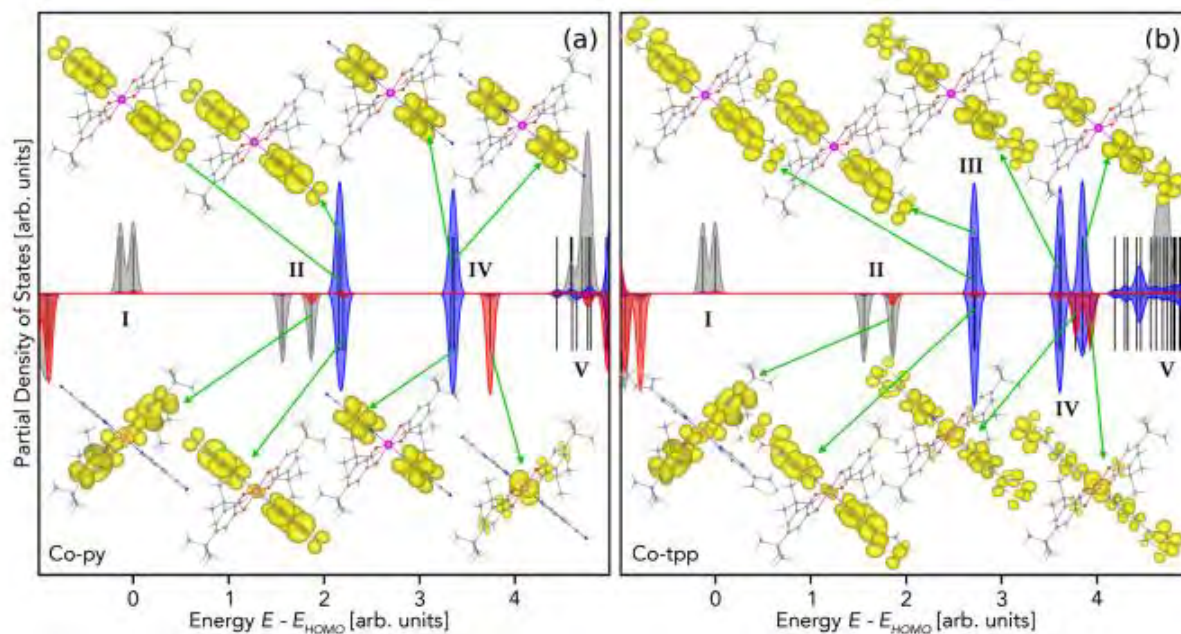 (a)
(b)
Partial Density of States [arb. units]
III
II
IV
II
I
V
I
V
IV
Co-py
Co-tpp
0 1 2 3 4
0 1 2 3 4
Energy E - E_HOMO [arb. units]
Energy E - E_HOMO [arb. units]